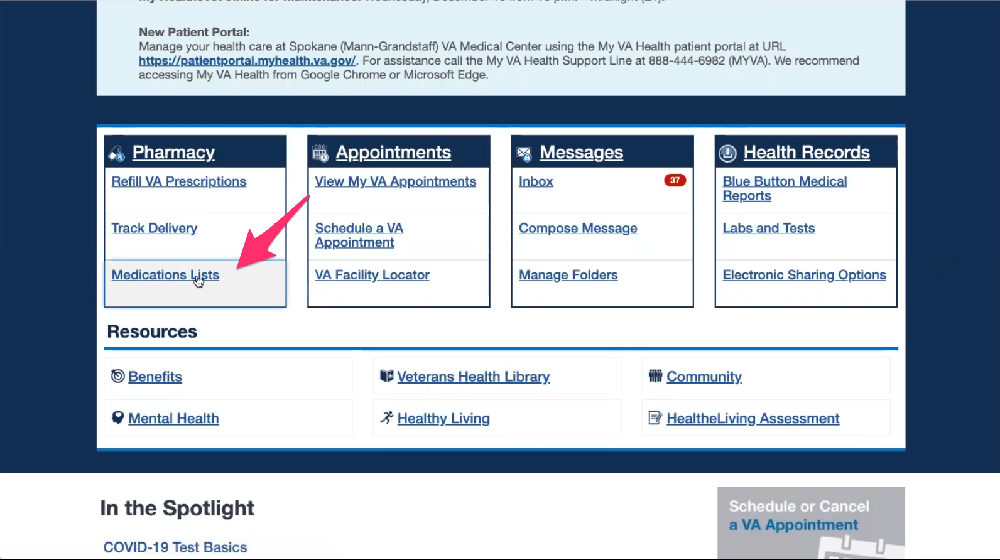 New Patient Portal:
Manage your health care at Spokane (Mann-Grandstaff) VA Medical Center using the My VA Health patient portal at URL
https://patientportal.myhealth.va.gov/. For assistance call the My VA Health Support Line at 888-444-6982 (MYVA). We recommend
accessing My VA Health from Google Chrome or Microsoft Edge.
Pharmacy
Refill VA Prescriptions
Track Delivery
Medications Lists
Appointments
View My VA Appointments
Schedule a VA
Appointment
VA Facility Locator
Messages
Inbox
37
Compose Message
Manage Folders
Health Records
Blue Button Medical
Reports
Labs and Tests
Electronic Sharing Options
Resources
Benefits
Veterans Health Library
Community
Mental Health
Healthy Living
HealtheLiving Assessment
In the Spotlight
COVID-19 Test Basics
Schedule or Cancel
a VA Appointment